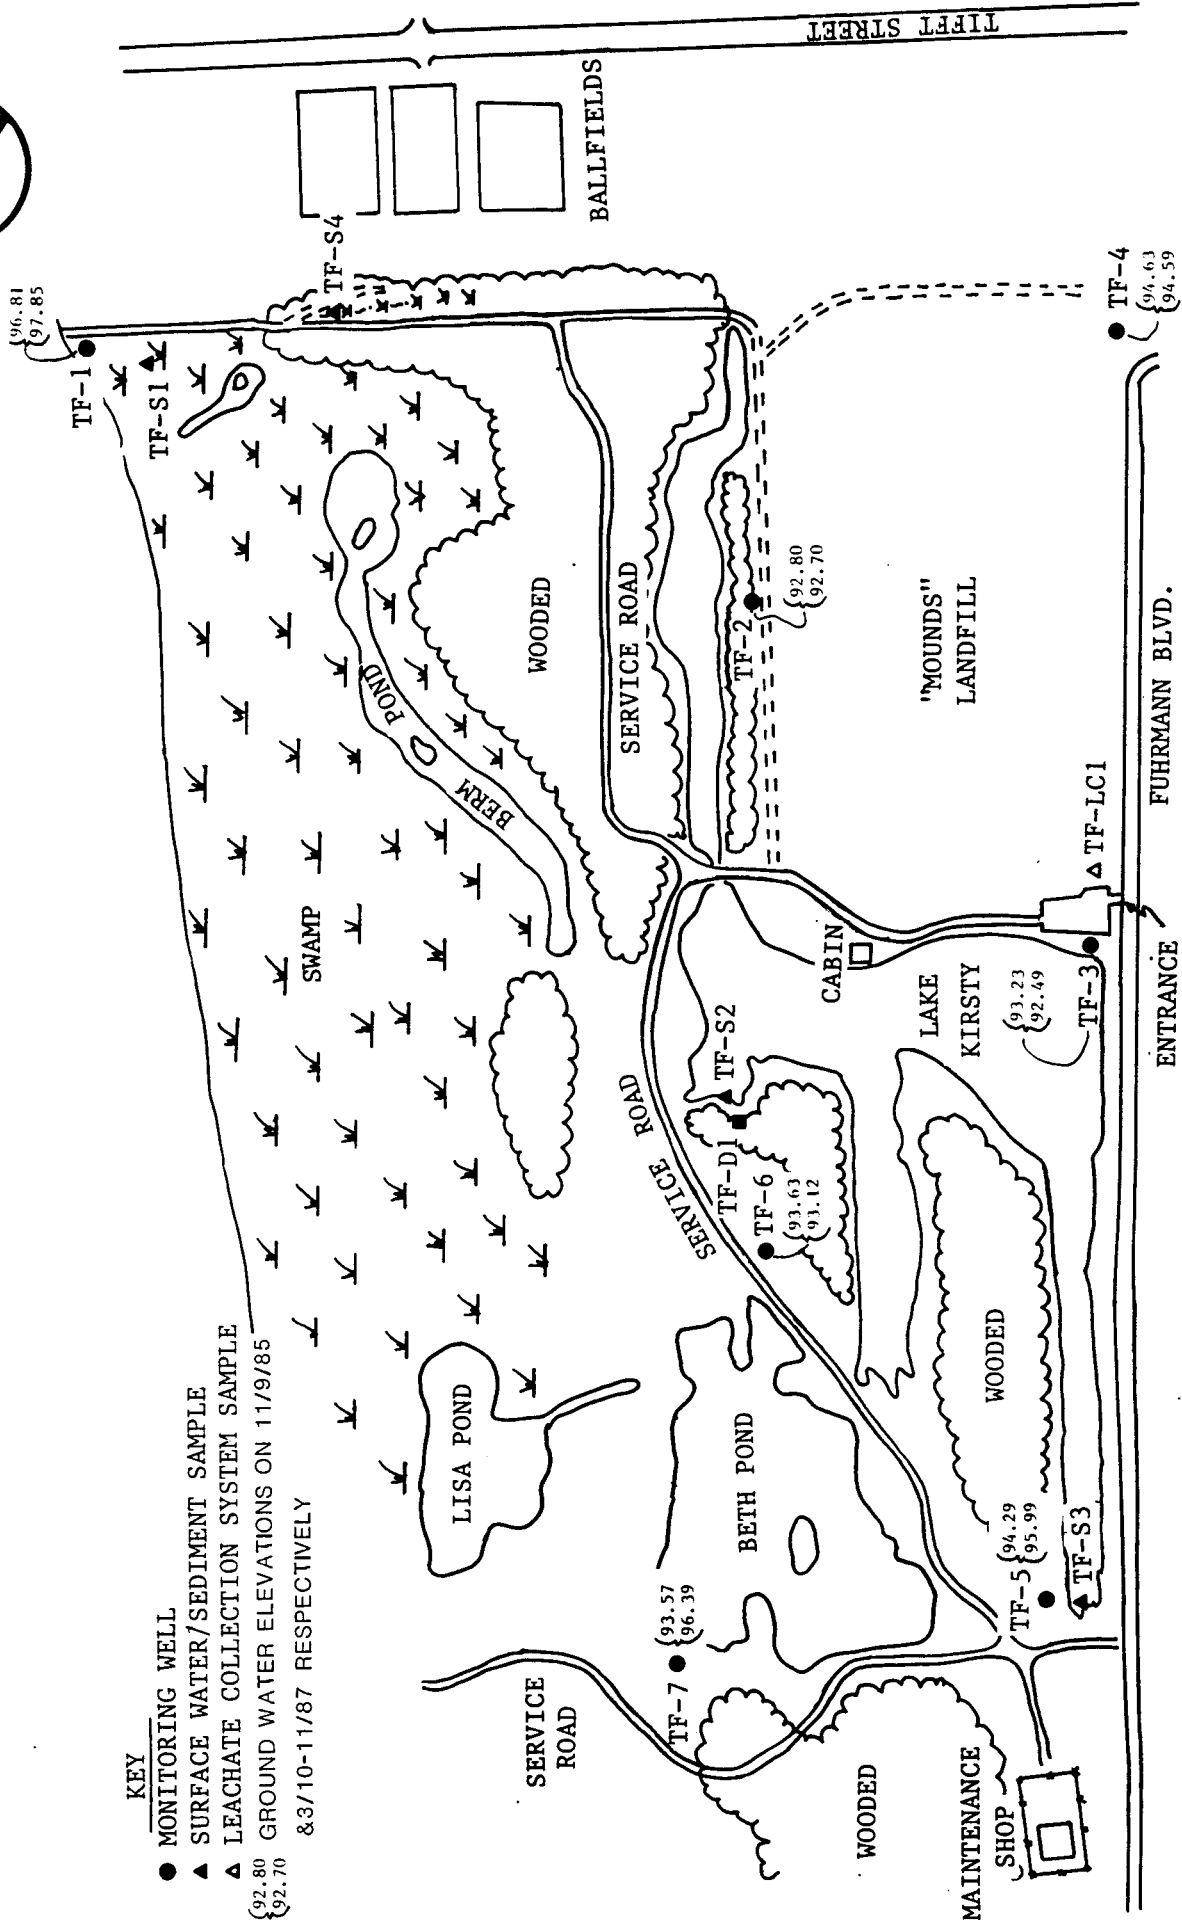 KEY
● MONITORING WELL
▲ SURFACE WATER/SEDIMENT SAMPLE
△ LEACHATE COLLECTION SYSTEM SAMPLE
{92.80
{92.70
GROUND WATER ELEVATIONS ON 11/9/85
&3/10-11/87 RESPECTIVELY
TF-1
{96.81
{97.85
TF-S1
TF-S4
TIFFT STREET
BALLFIELDS
SWAMP
BERM POND
WOODED
SERVICE ROAD
TF-2
{92.80
{92.70
"MOUNDS"
LANDFILL
TF-4
{94.63
{94.59
FUHRMANN BLVD.
TF-LC1
ENTRANCE
TF-3
{93.23
{92.49
LAKE
KIRSTY
CABIN
TF-S2
TF-D1
TF-6
{93.63
{93.12
SERVICE ROAD
LISA POND
BETH POND
WOODED
TF-5
{94.29
{95.99
TF-S3
TF-7
{93.57
{96.39
SERVICE
ROAD
WOODED
MAINTENANCE
SHOP